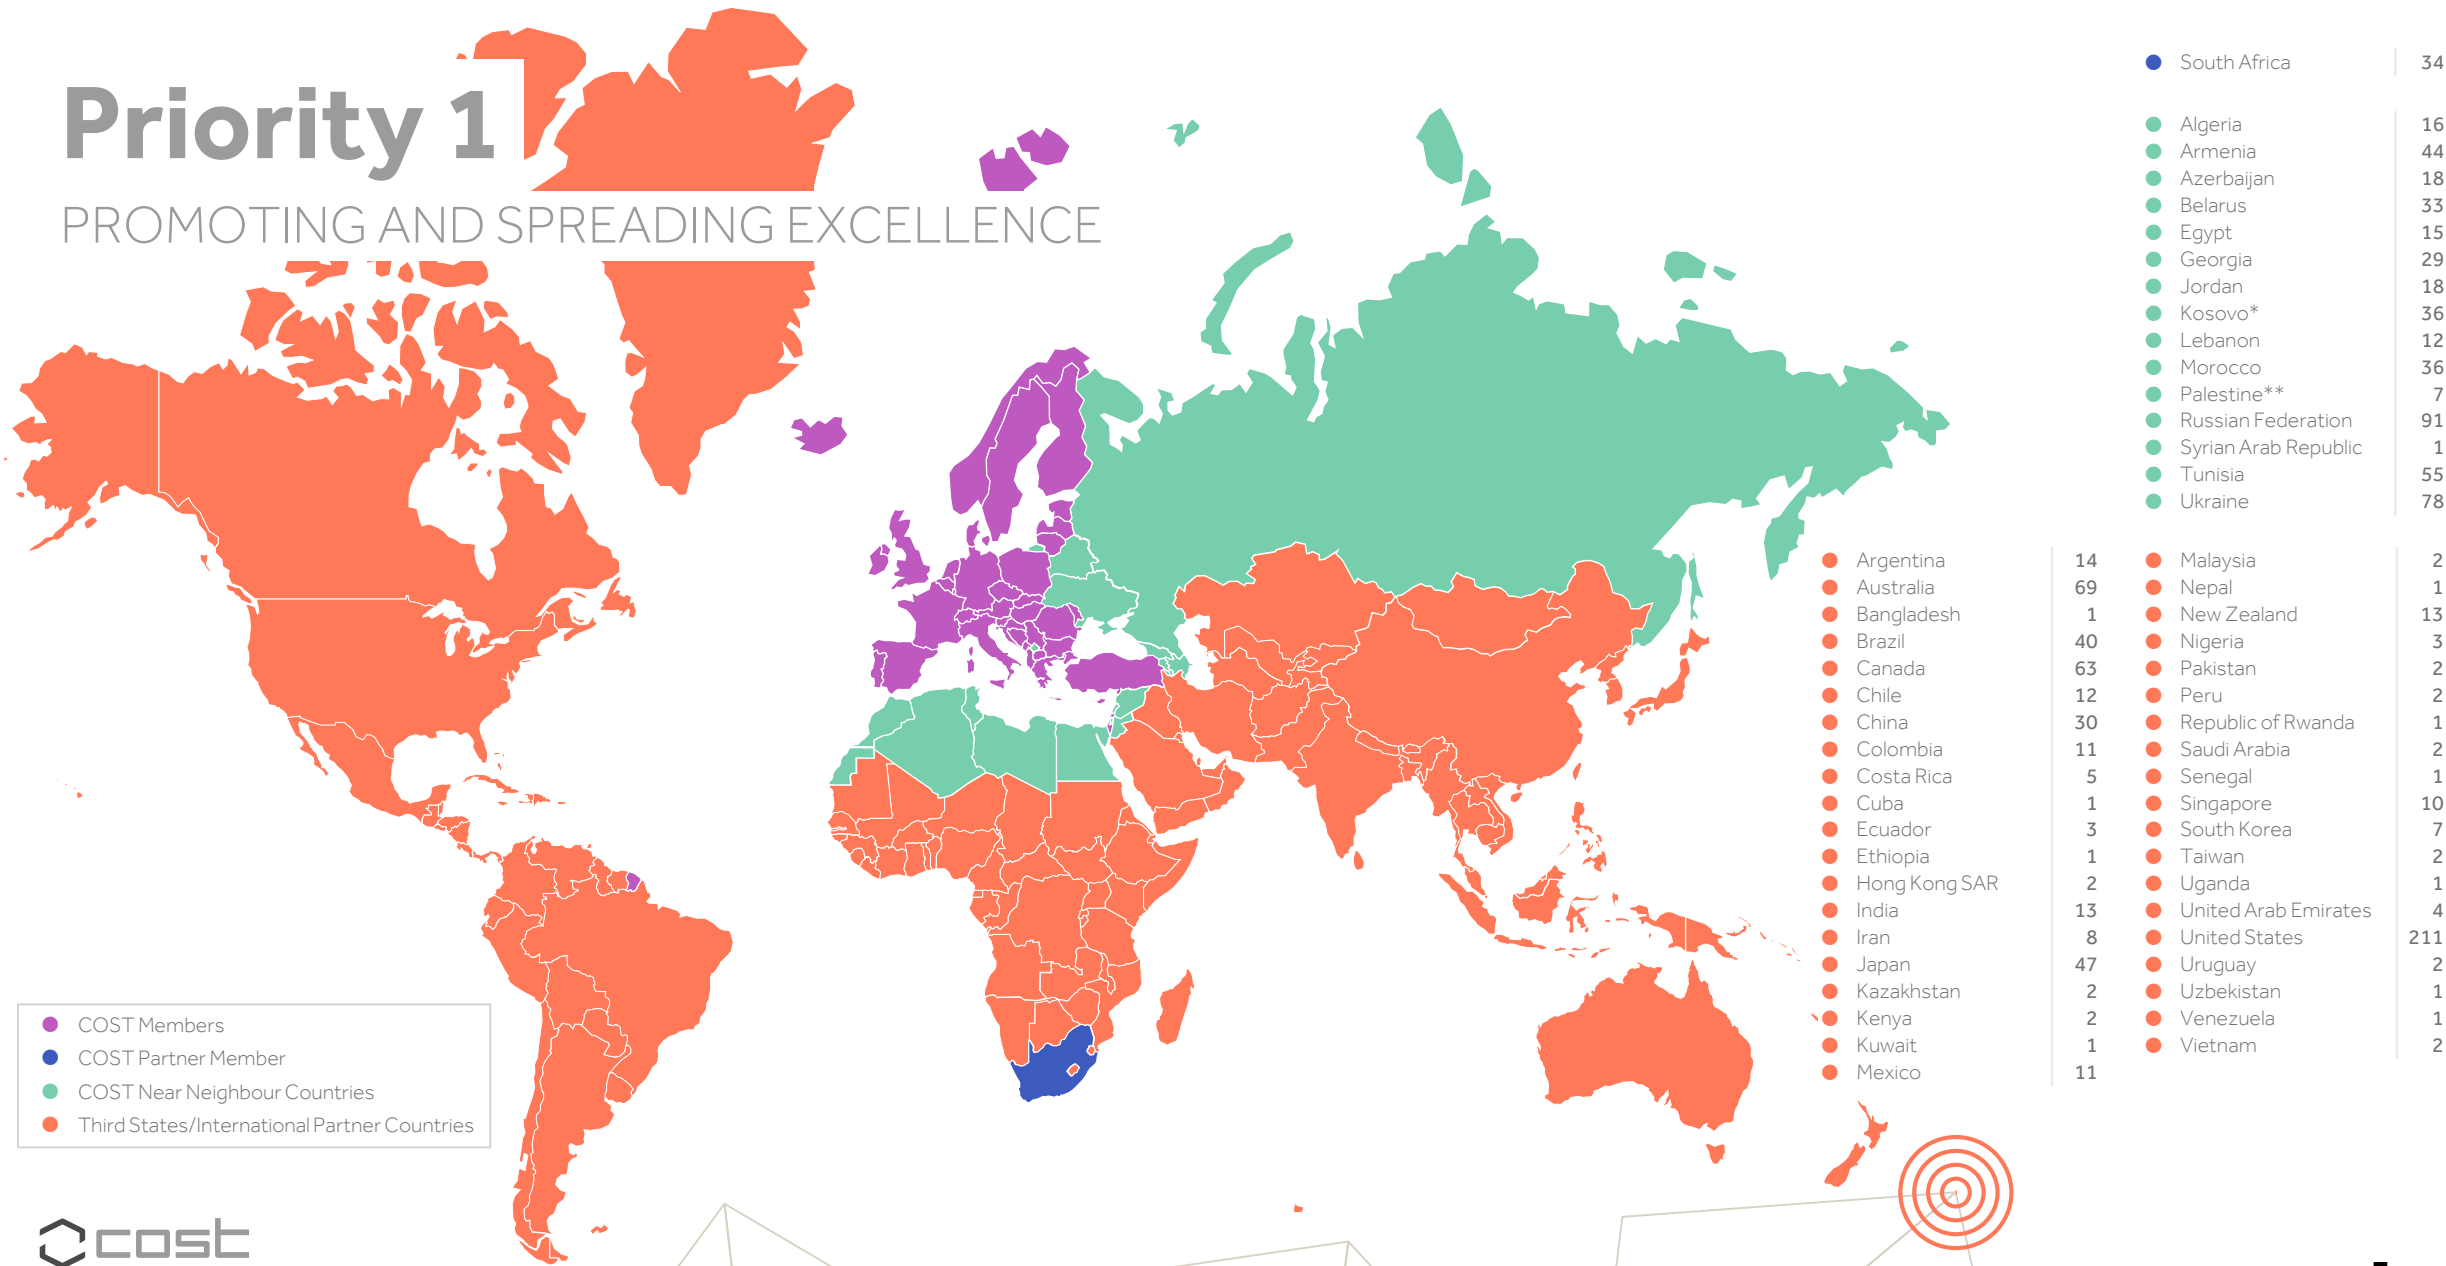 Priority 1
PROMOTING AND SPREADING EXCELLENCE
South Africa 34
Algeria 16
Armenia 44
Azerbaijan 18
Belarus 33
Egypt 15
Georgia 29
Jordan 18
Kosovo* 36
Lebanon 12
Morocco 36
Palestine** 7
Russian Federation 91
Syrian Arab Republic 1
Tunisia 55
Ukraine 78
Argentina 14
Australia 69
Bangladesh 1
Brazil 40
Canada 63
Chile 12
China 30
Colombia 11
Costa Rica 5
Cuba 1
Ecuador 3
Ethiopia 1
Hong Kong SAR 2
India 13
Iran 8
Japan 47
Kazakhstan 2
Kenya 2
Kuwait 1
Mexico 11
Malaysia 2
Nepal 1
New Zealand 13
Nigeria 3
Pakistan 2
Peru 2
Republic of Rwanda 1
Saudi Arabia 2
Senegal 1
Singapore 10
South Korea 7
Taiwan 2
Uganda 1
United Arab Emirates 4
United States 211
Uruguay 2
Uzbekistan 1
Venezuela 1
Vietnam 2
COST Members
COST Partner Member
COST Near Neighbour Countries
Third States/International Partner Countries
cost